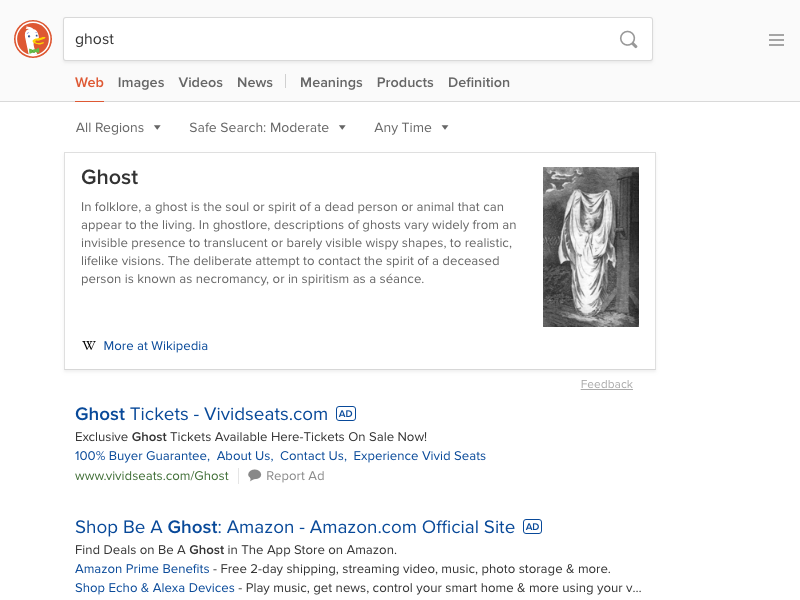 ghost
Web Images Videos News Meanings Products Definition
All Regions Safe Search: Moderate Any Time
Ghost
In folklore, a ghost is the soul or spirit of a dead person or animal that can
appear to the living. In ghostlore, descriptions of ghosts vary widely from an
invisible presence to translucent or barely visible wispy shapes, to realistic,
lifelike visions. The deliberate attempt to contact the spirit of a deceased
person is known as necromancy, or in spiritism as a séance.
W More at Wikipedia
Feedback
Ghost Tickets - Vividseats.com AD
Exclusive Ghost Tickets Available Here-Tickets On Sale Now!
100% Buyer Guarantee, About Us, Contact Us, Experience Vivid Seats
www.vividseats.com/Ghost Report Ad
Shop Be A Ghost: Amazon - Amazon.com Official Site AD
Find Deals on Be A Ghost in The App Store on Amazon.
Amazon Prime Benefits - Free 2-day shipping, streaming video, music, photo storage & more.
Shop Echo & Alexa Devices - Play music, get news, control your smart home & more using your v...